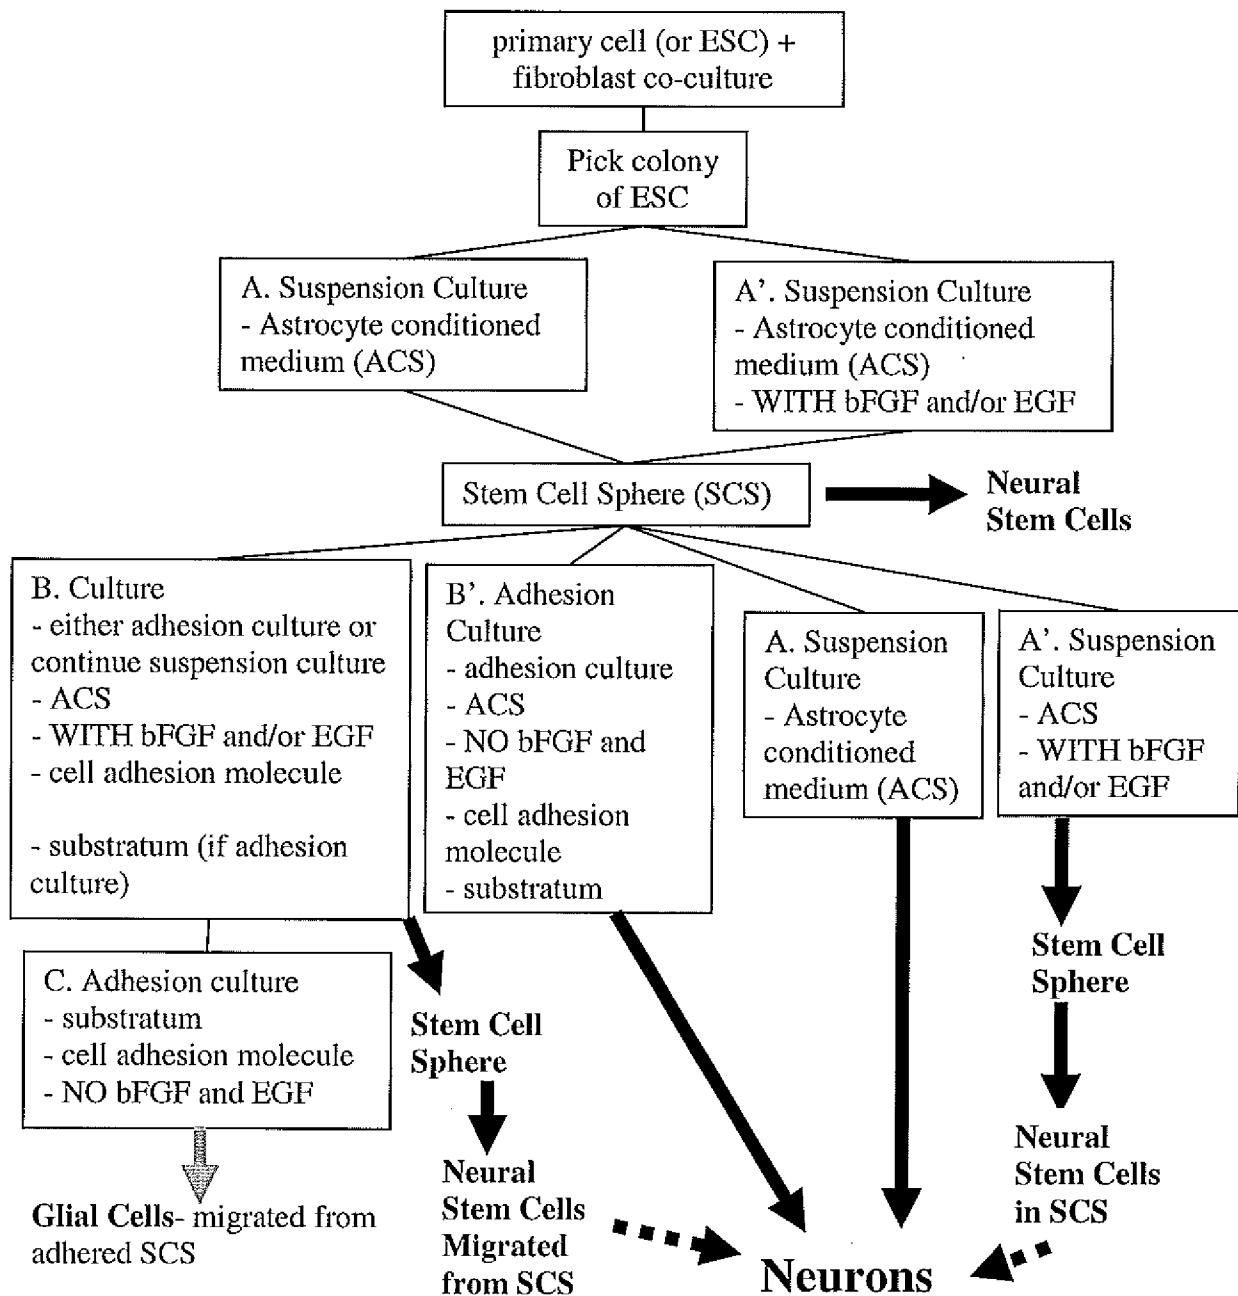 primary cell (or ESC) +
fibroblast co-culture
Pick colony
of ESC
A. Suspension Culture
- Astrocyte conditioned
medium (ACS)
A'. Suspension Culture
- Astrocyte conditioned
medium (ACS)
- WITH bFGF and/or EGF
Stem Cell Sphere (SCS)
Neural
Stem Cells
B. Culture
- either adhesion culture or
continue suspension culture
- ACS
- WITH bFGF and/or EGF
- cell adhesion molecule
- substratum (if adhesion
culture)
B'. Adhesion
Culture
- adhesion culture
- ACS
- NO bFGF and
EGF
- cell adhesion
molecule
- substratum
A. Suspension
Culture
- Astrocyte
conditioned
medium (ACS)
A'. Suspension
Culture
- ACS
- WITH bFGF
and/or EGF
C. Adhesion culture
- substratum
- cell adhesion molecule
- NO bFGF and EGF
Stem Cell
Sphere
Stem Cell
Sphere
Glial Cells- migrated from
adhered SCS
Neural
Stem Cells
Migrated
from SCS
Neural
Stem Cells
in SCS
Neurons